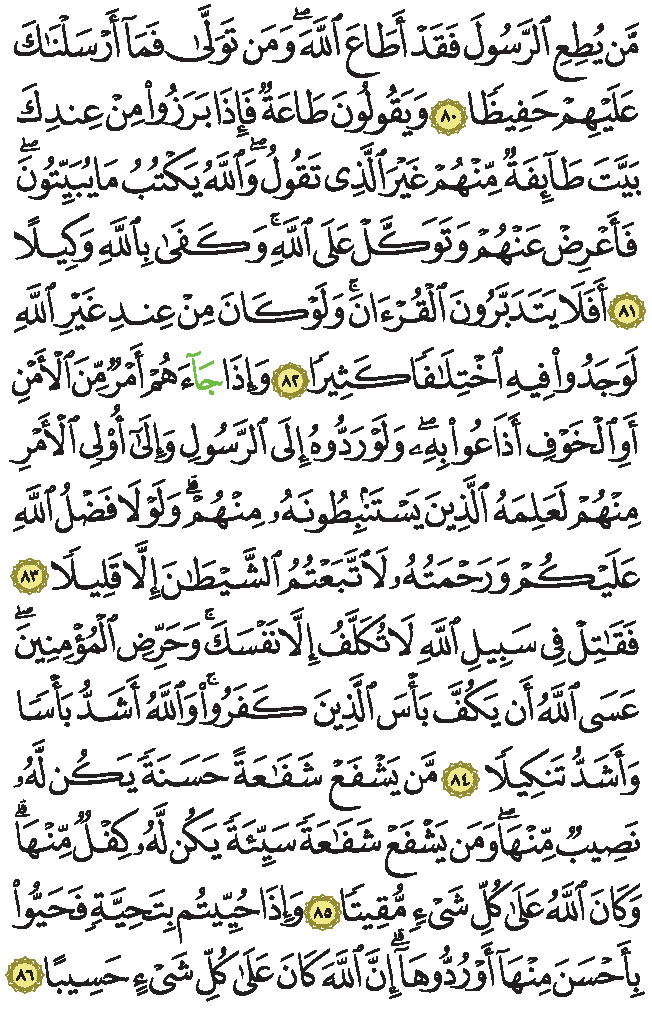 مَّن يُطِعِ ٱلرَّسُولَ فَقَدْ أَطَاعَ ٱللَّهَۖ وَمَن تَوَلَّىٰ فَمَآ أَرْسَلْنَٰكَ
عَلَيْهِمْ حَفِيظًا ٨٠ وَيَقُولُونَ طَاعَةٌ فَإِذَا بَرَزُوا۟ مِنْ عِندِكَ
بَيَّتَ طَآئِفَةٌ مِّنْهُمْ غَيْرَ ٱلَّذِى تَقُولُۖ وَٱللَّهُ يَكْتُبُ مَا يُبَيِّتُونَۖ
فَأَعْرِضْ عَنْهُمْ وَتَوَكَّلْ عَلَى ٱللَّهِۚ وَكَفَىٰ بِٱللَّهِ وَكِيلًا
٨١ أَفَلَا يَتَدَبَّرُونَ ٱلْقُرْءَانَۚ وَلَوْ كَانَ مِنْ عِندِ غَيْرِ ٱللَّهِ
لَوَجَدُوا۟ فِيهِ ٱخْتِلَٰفًا كَثِيرًا ٨٢ وَإِذَا جَآءَهُمْ أَمْرٌ مِّنَ ٱلْأَمْنِ
أَوِ ٱلْخَوْفِ أَذَاعُوا۟ بِهِۦۖ وَلَوْ رَدُّوهُ إِلَى ٱلرَّسُولِ وَإِلَىٰٓ أُو۟لِى ٱلْأَمْرِ
مِنْهُمْ لَعَلِمَهُ ٱلَّذِينَ يَسْتَنۢبِطُونَهُۥ مِنْهُمْۗ وَلَوْلَا فَضْلُ ٱللَّهِ
عَلَيْكُمْ وَرَحْمَتُهُۥ لَٱتَّبَعْتُمُ ٱلشَّيْطَٰنَ إِلَّا قَلِيلًا ٨٣
فَقَٰتِلْ فِى سَبِيلِ ٱللَّهِ لَا تُكَلَّفُ إِلَّا نَفْسَكَۚ وَحَرِّضِ ٱلْمُؤْمِنِينَۖ
عَسَى ٱللَّهُ أَن يَكُفَّ بَأْسَ ٱلَّذِينَ كَفَرُوا۟ۚ وَٱللَّهُ أَشَدُّ بَأْسًا
وَأَشَدُّ تَنكِيلًا ٨٤ مَّن يَشْفَعْ شَفَٰعَةً حَسَنَةً يَكُن لَّهُۥ
نَصِيبٌ مِّنْهَاۖ وَمَن يَشْفَعْ شَفَٰعَةً سَيِّئَةً يَكُن لَّهُۥ كِفْلٌ مِّنْهَاۗ
وَكَانَ ٱللَّهُ عَلَىٰ كُلِّ شَىْءٍ مُّقِيتًا ٨٥ وَإِذَا حُيِّيتُم بِتَحِيَّةٍ فَحَيُّوا۟
بِأَحْسَنَ مِنْهَآ أَوْ رُدُّوهَآۗ إِنَّ ٱللَّهَ كَانَ عَلَىٰ كُلِّ شَىْءٍ حَسِيبًا ٨٦